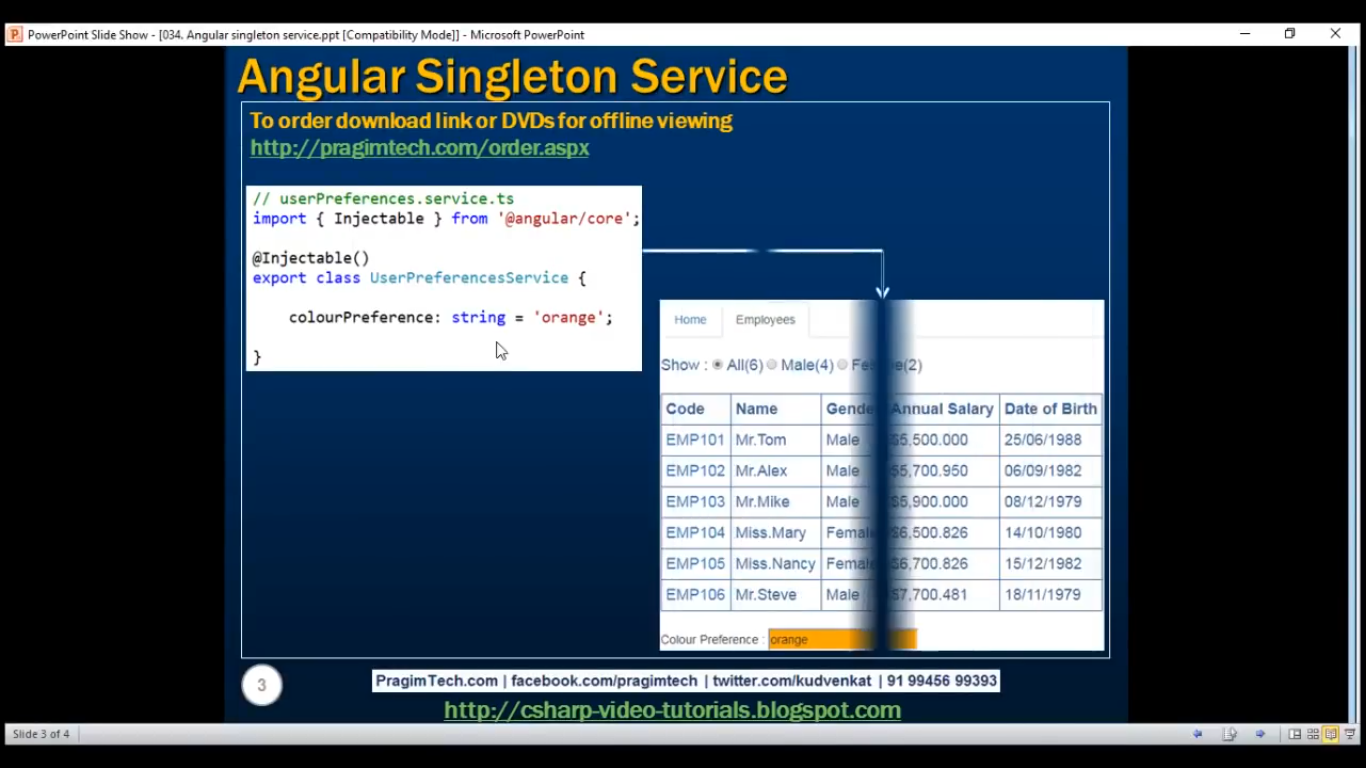 PowerPoint Slide Show - [034. Angular singleton service.ppt [Compatibility Mode]] - Microsoft PowerPoint
Angular Singleton Service
To order download link or DVDs for offline viewing
http://pragimtech.com/order.aspx
// userPreferences.service.ts
import { Injectable } from '@angular/core';
@Injectable()
export class UserPreferencesService {
colourPreference: string = 'orange';
}
Home Employees
Show : All(6) Male(4) Fe e(2)
Code Name Gende Annual Salary Date of Birth
EMP101 Mr.Tom Male $5,500.000 25/06/1988
EMP102 Mr.Alex Male $5,700.950 06/09/1982
EMP103 Mr.Mike Male $5,900.000 08/12/1979
EMP104 Miss.Mary Female $6,500.826 14/10/1980
EMP105 Miss.Nancy Female $6,700.826 15/12/1982
EMP106 Mr.Steve Male $7,700.481 18/11/1979
Colour Preference : orange
3
PragimTech.com | facebook.com/pragimtech | twitter.com/kudvenkat | 91 99456 99393
http://csharp-video-tutorials.blogspot.com
Slide 3 of 4